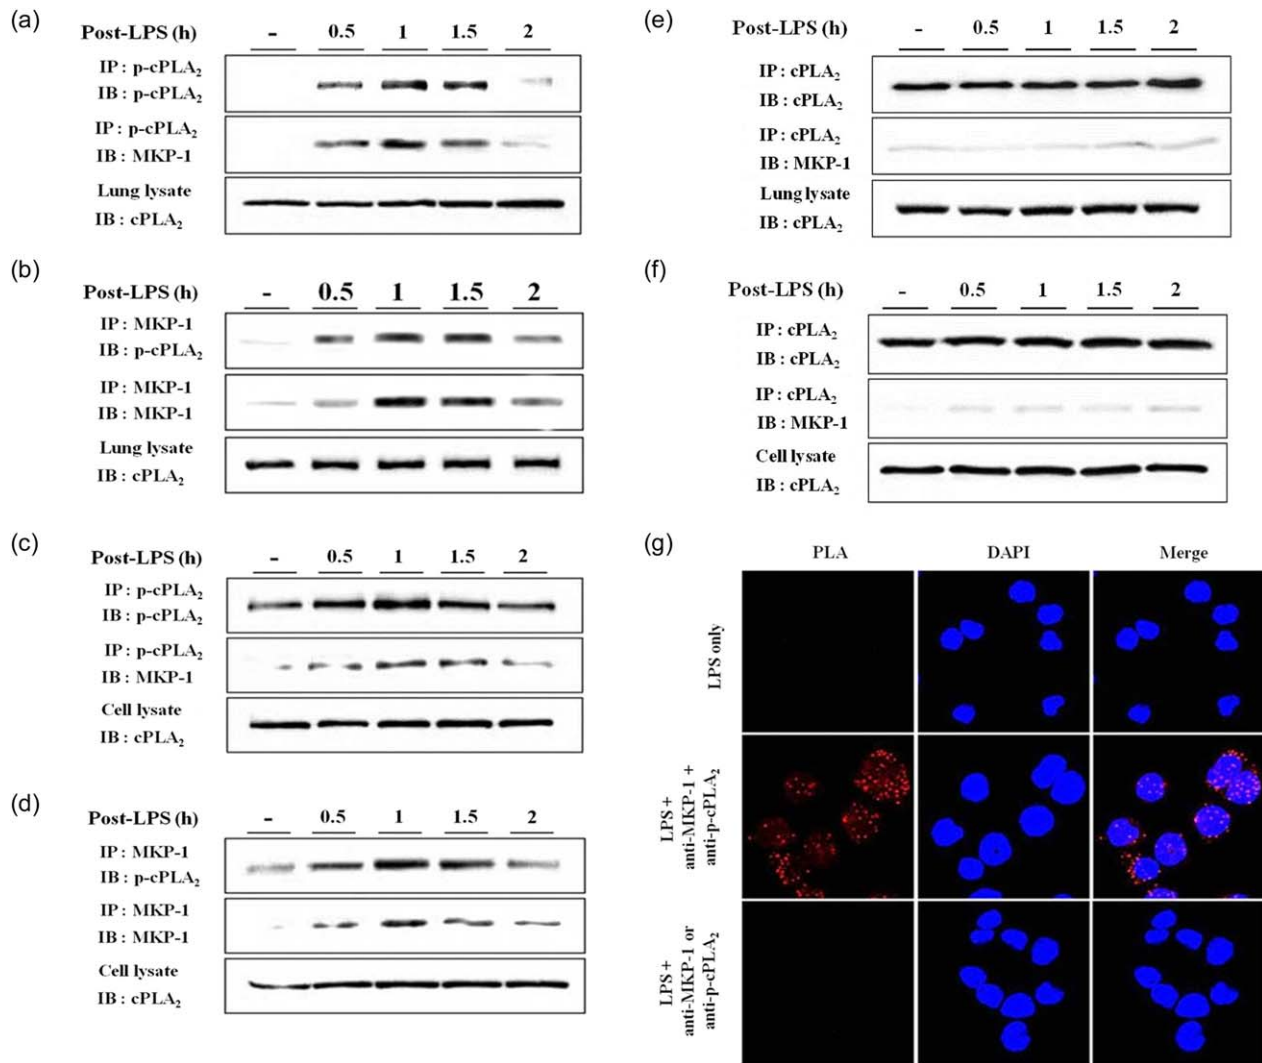 (a)
Post-LPS (h) - 0.5 1 1.5 2
IP : p-cPLA₂
IB : p-cPLA₂
IP : p-cPLA₂
IB : MKP-1
Lung lysate
IB : cPLA₂
(b)
Post-LPS (h) - 0.5 1 1.5 2
IP : MKP-1
IB : p-cPLA₂
IP : MKP-1
IB : MKP-1
Lung lysate
IB : cPLA₂
(c)
Post-LPS (h) - 0.5 1 1.5 2
IP : p-cPLA₂
IB : p-cPLA₂
IP : p-cPLA₂
IB : MKP-1
Cell lysate
IB : cPLA₂
(d)
Post-LPS (h) - 0.5 1 1.5 2
IP : MKP-1
IB : p-cPLA₂
IP : MKP-1
IB : MKP-1
Cell lysate
IB : cPLA₂
(e)
Post-LPS (h) - 0.5 1 1.5 2
IP : cPLA₂
IB : cPLA₂
IP : cPLA₂
IB : MKP-1
Lung lysate
IB : cPLA₂
(f)
Post-LPS (h) - 0.5 1 1.5 2
IP : cPLA₂
IB : cPLA₂
IP : cPLA₂
IB : MKP-1
Cell lysate
IB : cPLA₂
(g)
PLA DAPI Merge
LPS only
LPS +
anti-MKP-1 +
anti-p-cPLA₂
LPS +
anti-MKP-1 or
anti-p-cPLA₂